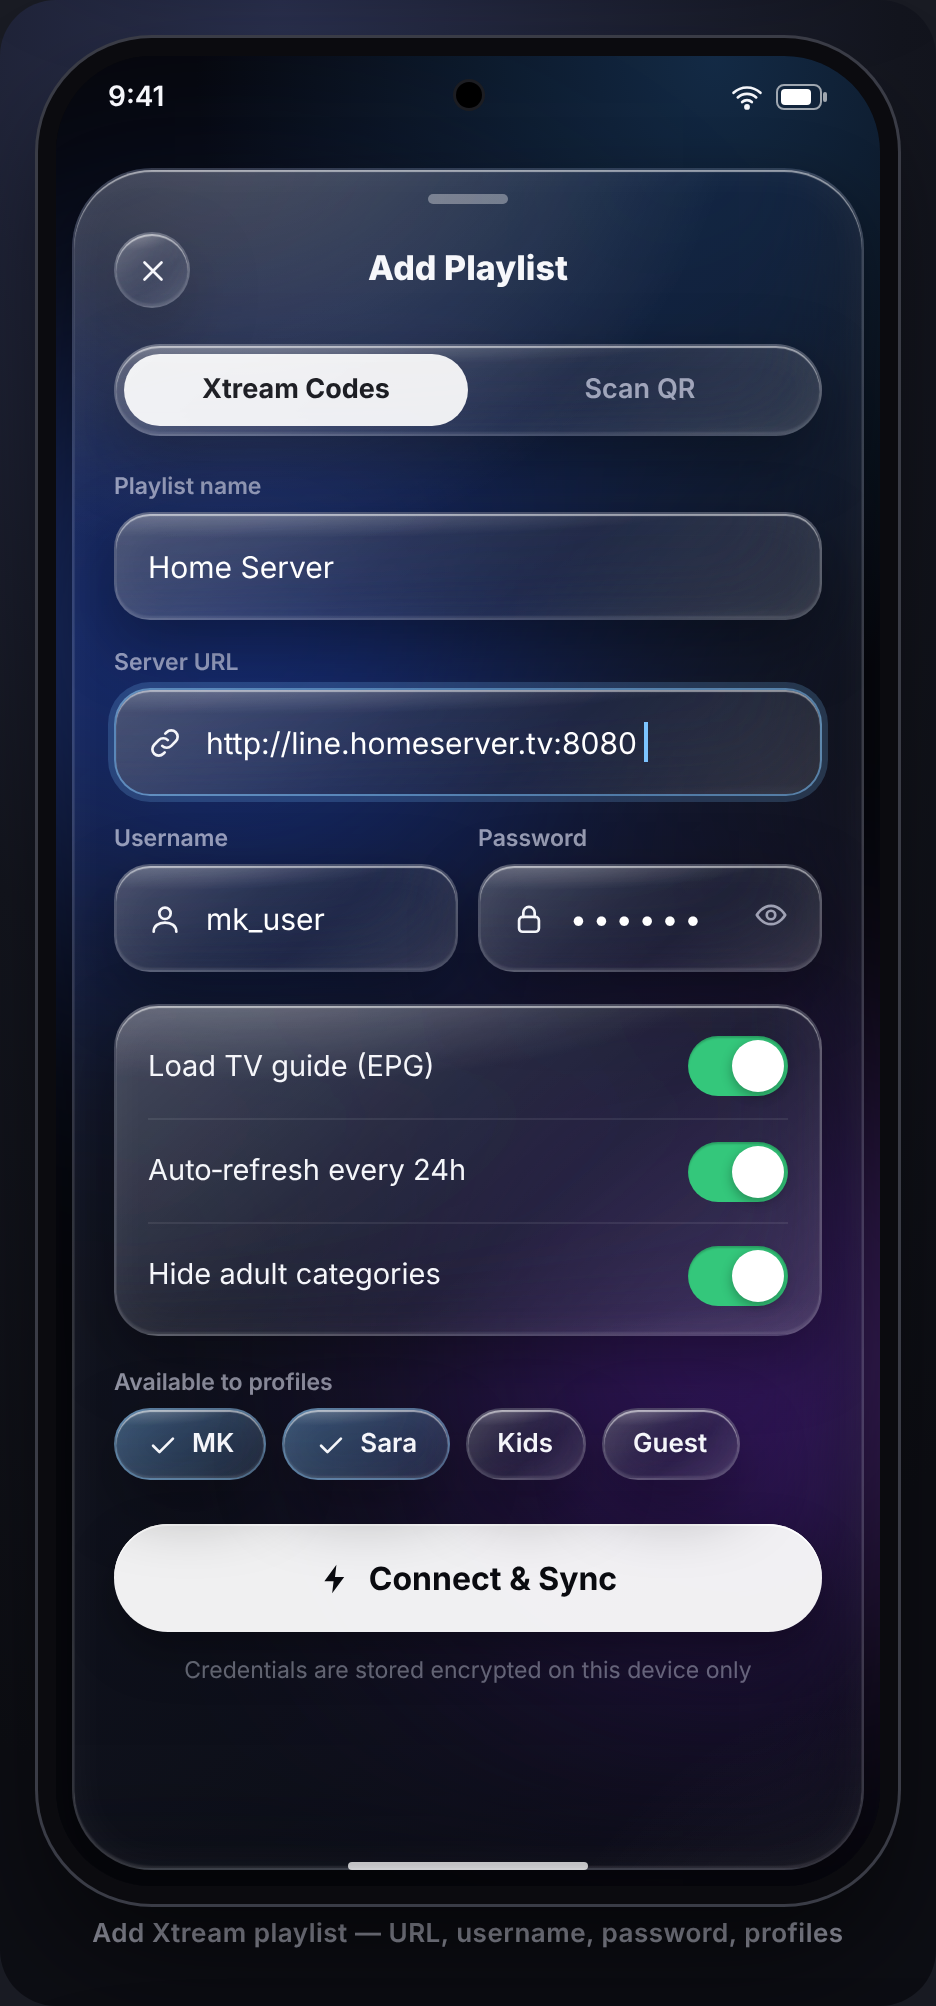 9:41
Add Playlist
Xtream Codes
Scan QR
Playlist name
Home Server
Server URL
http://line.homeserver.tv:8080
Username
Password
mk_user
••••••
Load TV guide (EPG)
Auto-refresh every 24h
Hide adult categories
Available to profiles
MK
Sara
Kids
Guest
Connect & Sync
Credentials are stored encrypted on this device only
Add Xtream playlist — URL, username, password, profiles